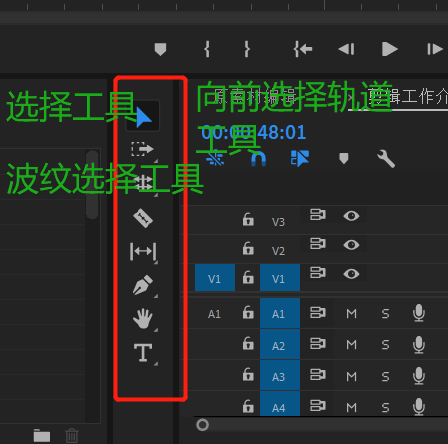 选择工具
向前选择轨道
工具
波纹选择工具
剪辑工作介
00:00:48:01
V3
V2
V1 V1
A1 A1 M S
A2 M S
A3 M S
A4 M S